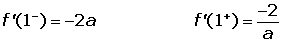 f'(1⁻) = −2a  f'(1⁺) = −2/a